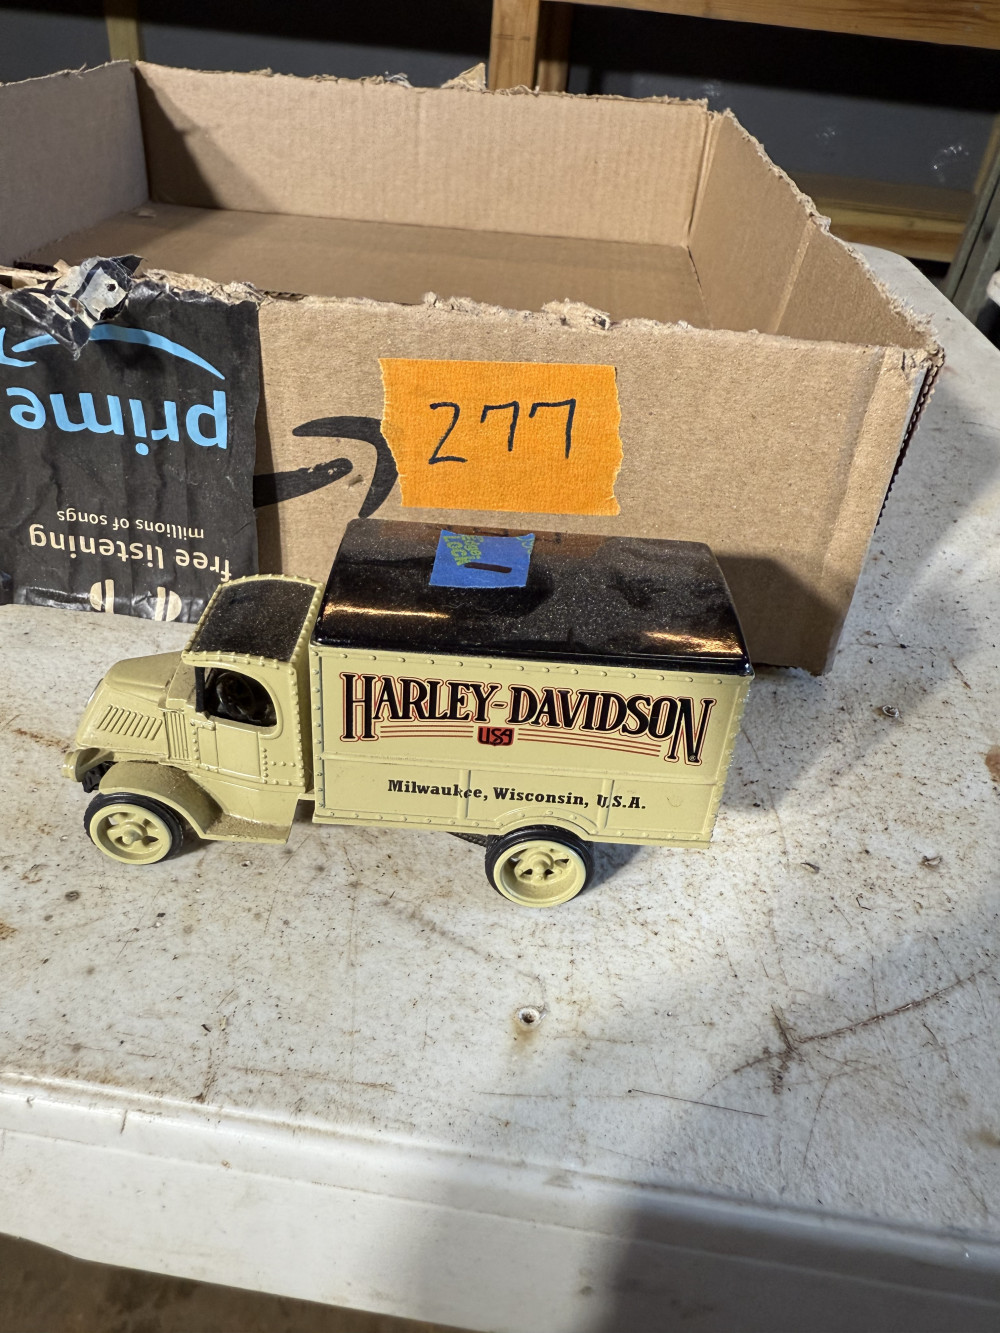 prime
free listening
millions of songs
277
HARLEY-DAVIDSON
USA
Milwaukee, Wisconsin, U.S.A.